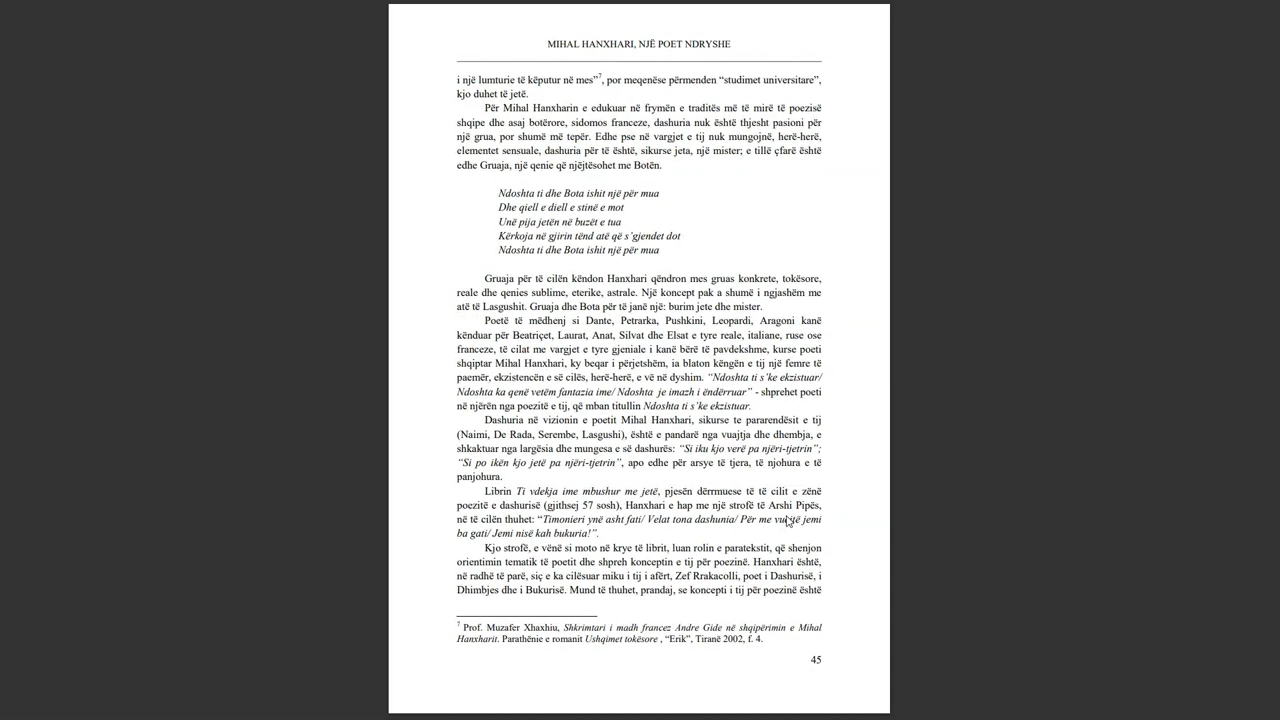 MIHAL HANXHARI, NJË POET NDRYSHE
i një lumturie të këputur në mes”7, por meqenëse përmenden “studimet universitare”,
kjo duhet të jetë.
Për Mihal Hanxharin e edukuar në frymën e traditës më të mirë të poezisë
shqipe dhe asaj botërore, sidomos franceze, dashuria nuk është thjesht pasioni për
një grua, por shumë më tepër. Edhe pse në vargjet e tij nuk mungojnë, herë-herë,
elementet sensuale, dashuria për të është, sikurse jeta, një mister; e tillë çfarë është
edhe Gruaja, një qenie që njëjtësohet me Botën.
Ndoshta ti dhe Bota ishit një për mua
Dhe qiell e diell e stinë e mot
Unë pija jetën në buzët e tua
Kërkoja në gjirin tënd atë që s’gjendet dot
Ndoshta ti dhe Bota ishit një për mua
Gruaja për të cilën këndon Hanxhari qëndron mes gruas konkrete, tokësore,
reale dhe qenies sublime, eterike, astrale. Një koncept pak a shumë i ngjashëm me
atë të Lasgushit. Gruaja dhe Bota për të janë një: burim jete dhe mister.
Poetë të mëdhenj si Dante, Petrarka, Pushkini, Leopardi, Aragoni kanë
kënduar për Beatriçet, Laurat, Anat, Silvat dhe Elsat e tyre reale, italiane, ruse ose
franceze, të cilat me vargjet e tyre gjeniale i kanë bërë të pavdekshme, kurse poeti
shqiptar Mihal Hanxhari, ky beqar i përjetshëm, ia blaton këngën e tij një femre të
paemër, ekzistencën e së cilës, herë-herë, e vë në dyshim. “Ndoshta ti s’ke ekzistuar/
Ndoshta ka qenë vetëm fantazia ime/ Ndoshta je imazh i ëndërruar” - shprehet poeti
në njërën nga poezitë e tij, që mban titullin Ndoshta ti s’ke ekzistuar.
Dashuria në vizionin e poetit Mihal Hanxhari, sikurse te pararendësit e tij
(Naimi, De Rada, Serembe, Lasgushi), është e pandarë nga vuajtja dhe dhembja, e
shkaktuar nga largësia dhe mungesa e së dashurës: “Si iku kjo verë pa njëri-tjetrin”;
“Si po ikën kjo jetë pa njëri-tjetrin”, apo edhe për arsye të tjera, të njohura e të
panjohura.
Librin Ti vdekja ime mbushur me jetë, pjesën dërrmuese të të cilit e zënë
poezitë e dashurisë (gjithsej 57 sosh), Hanxhari e hap me një strofë të Arshi Pipës,
në të cilën thuhet: “Timonieri ynë asht fati/ Velat tona dashunia/ Për me vujtë jemi
ba gati/ Jemi nisë kah bukuria!”.
Kjo strofë, e vënë si moto në krye të librit, luan rolin e paratekstit, që shenjon
orientimin tematik të poetit dhe shpreh konceptin e tij për poezinë. Hanxhari është,
në radhë të parë, siç e ka cilësuar miku i tij i afërt, Zef Rrakacolli, poet i Dashurisë, i
Dhimbjes dhe i Bukurisë. Mund të thuhet, prandaj, se koncepti i tij për poezinë është
7 Prof. Muzafer Xhaxhiu, Shkrimtari i madh francez Andre Gide në shqipërimin e Mihal
Hanxharit. Parathënie e romanit Ushqimet tokësore , “Erik”, Tiranë 2002, f. 4.
45